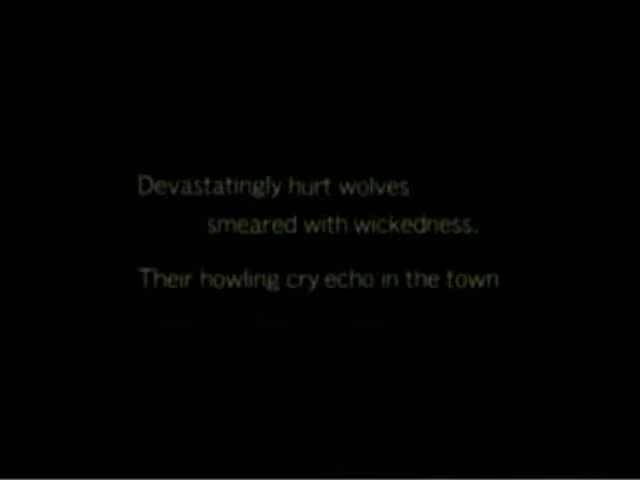 Devastatingly hurt wolves
smeared with wickedness.
Their howling cry echo in the town